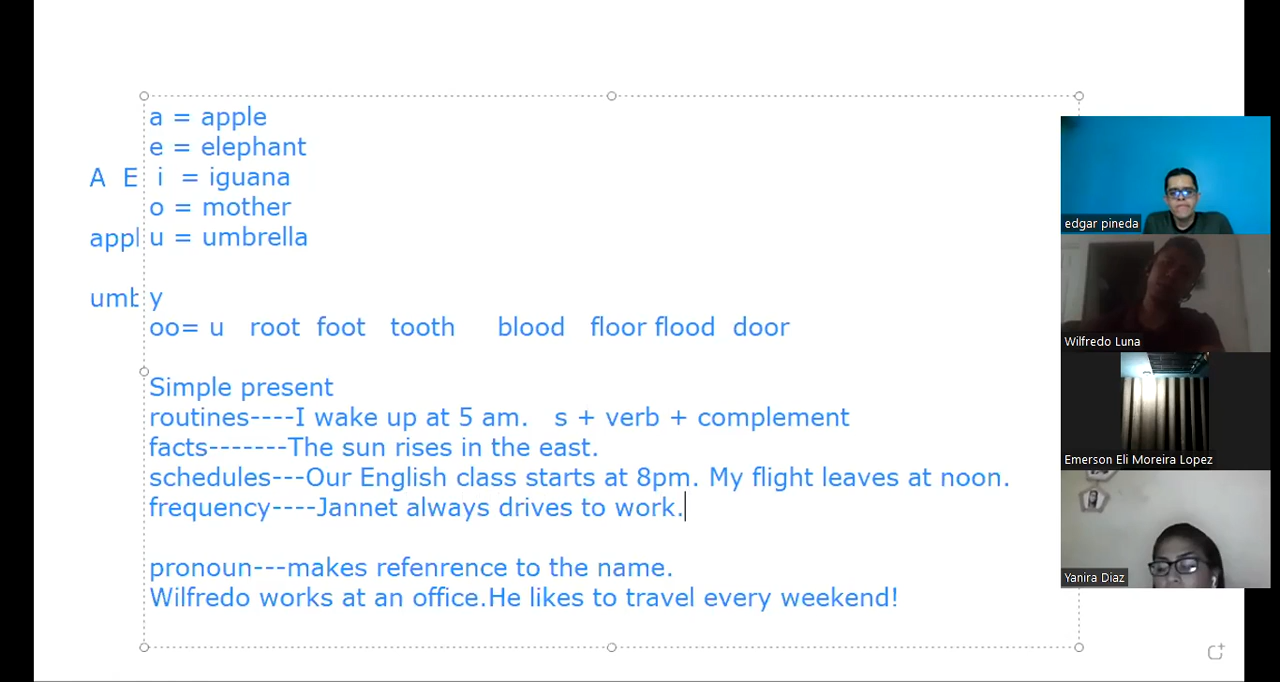 a = apple
e = elephant
A E i = iguana
o = mother
appl u = umbrella
umb y
oo= u root foot tooth blood floor flood door
Simple present
routines----I wake up at 5 am. s + verb + complement
facts-------The sun rises in the east.
schedules---Our English class starts at 8pm. My flight leaves at noon.
frequency----Jannet always drives to work.
pronoun---makes refenrence to the name.
Wilfredo works at an office.He likes to travel every weekend!
edgar pineda
Wilfredo Luna
Emerson Eli Moreira Lopez
Yanira Diaz